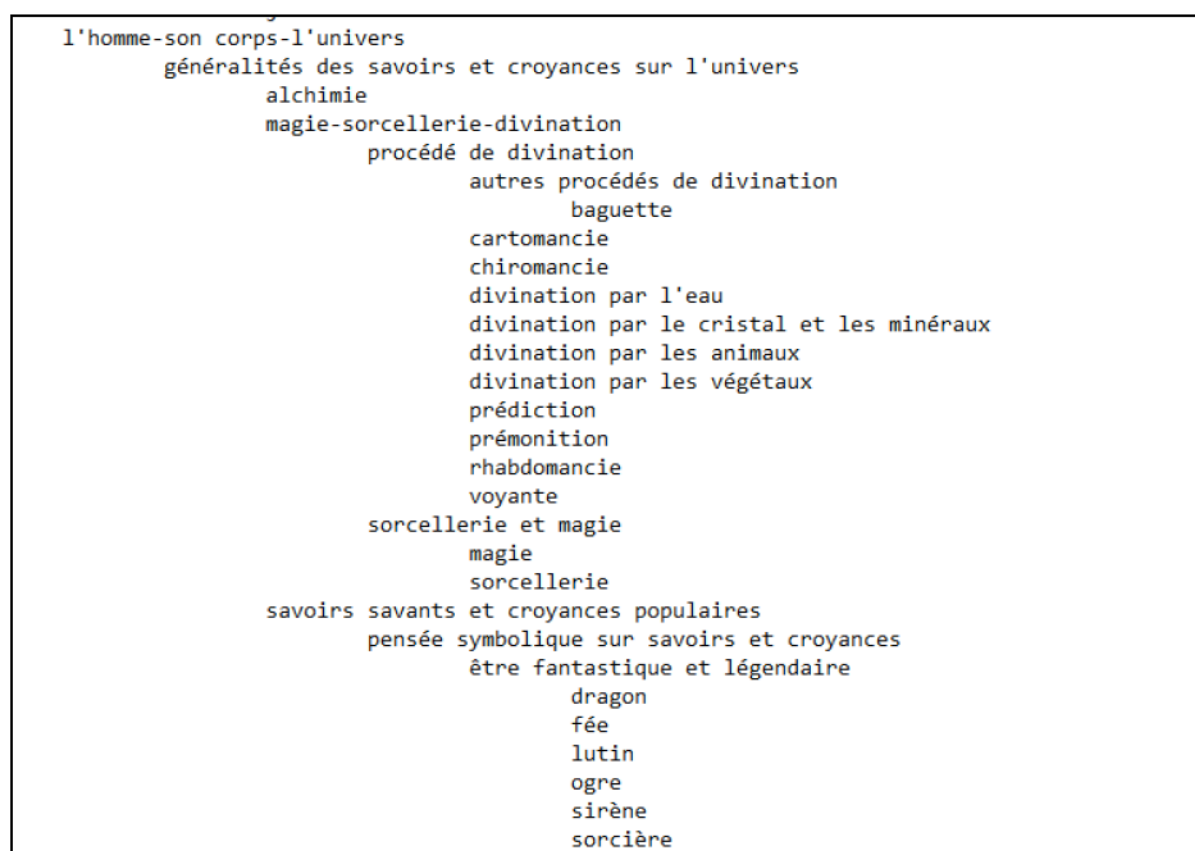 l'homme-son corps-l'univers
généralités des savoirs et croyances sur l'univers
alchimie
magie-sorcellerie-divination
procédé de divination
autres procédés de divination
baguette
cartomancie
chiromancie
divination par l'eau
divination par le cristal et les minéraux
divination par les animaux
divination par les végétaux
prédiction
prémonition
rhabdomancie
voyante
sorcellerie et magie
magie
sorcellerie
savoirs savants et croyances populaires
pensée symbolique sur savoirs et croyances
être fantastique et légendaire
dragon
fée
lutin
ogre
sirène
sorcière